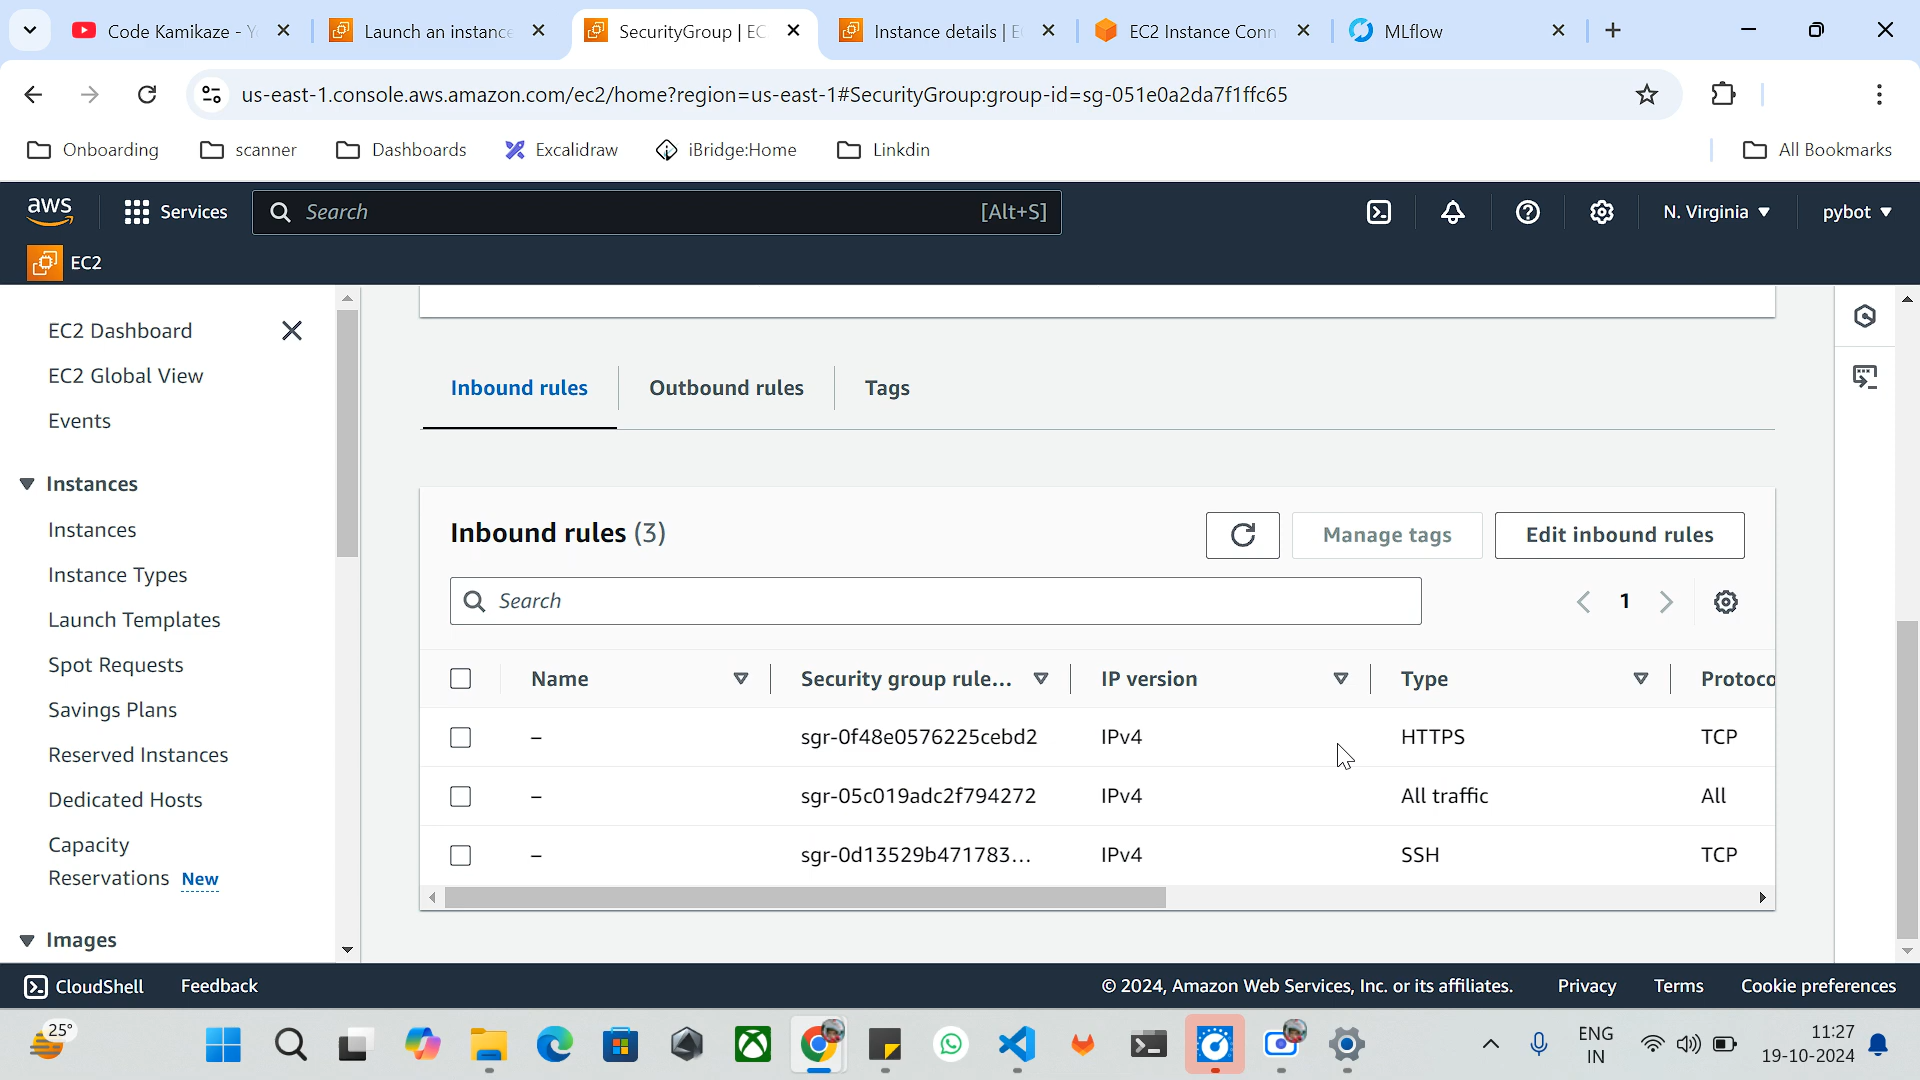 Code Kamikaze - Y
Launch an instance
SecurityGroup | EC
Instance details | E
EC2 Instance Conn
MLflow
us-east-1.console.aws.amazon.com/ec2/home?region=us-east-1#SecurityGroup:group-id=sg-051e0a2da7f1ffc65
Onboarding
scanner
Dashboards
Excalidraw
iBridge:Home
Linkdin
All Bookmarks
aws
Services
Search
[Alt+S]
N. Virginia
pybot
EC2
EC2 Dashboard
EC2 Global View
Events
Instances
Instances
Instance Types
Launch Templates
Spot Requests
Savings Plans
Reserved Instances
Dedicated Hosts
Capacity
Reservations New
Images
Inbound rules
Outbound rules
Tags
Inbound rules (3)
Manage tags
Edit inbound rules
Search
1
Name Security group rule... IP version Type Protoco
– sgr-0f48e0576225cebd2 IPv4 HTTPS TCP
– sgr-05c019adc2f794272 IPv4 All traffic All
– sgr-0d13529b471783... IPv4 SSH TCP
CloudShell
Feedback
© 2024, Amazon Web Services, Inc. or its affiliates.
Privacy
Terms
Cookie preferences
25°
ENG
IN
11:27
19-10-2024